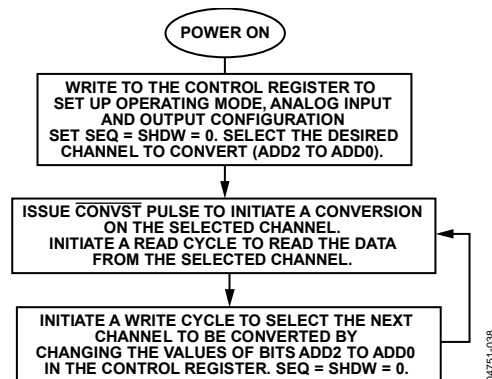 POWER ON
WRITE TO THE CONTROL REGISTER TO
SET UP OPERATING MODE, ANALOG INPUT
AND OUTPUT CONFIGURATION
SET SEQ = SHDW = 0. SELECT THE DESIRED
CHANNEL TO CONVERT (ADD2 TO ADD0).
ISSUE CONVST PULSE TO INITIATE A CONVERSION
ON THE SELECTED CHANNEL.
INITIATE A READ CYCLE TO READ THE DATA
FROM THE SELECTED CHANNEL.
INITIATE A WRITE CYCLE TO SELECT THE NEXT
CHANNEL TO BE CONVERTED BY
CHANGING THE VALUES OF BITS ADD2 TO ADD0
IN THE CONTROL REGISTER. SEQ = SHDW = 0.
04751-038